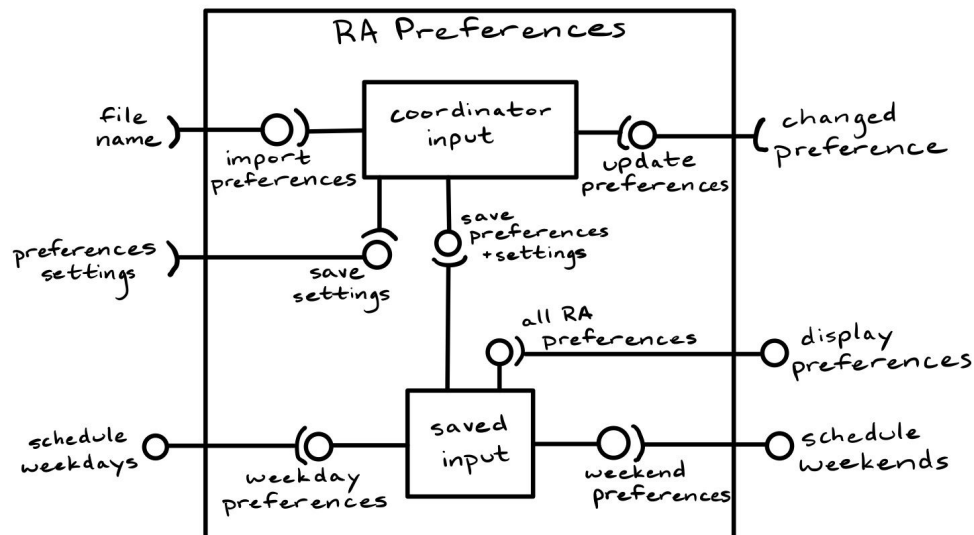 RA Preferences
file
name
import
preferences
coordinator
input
update
preferences
changed
preference
preferences
settings
save
settings
save
preferences
+settings
all RA
preferences
display
preferences
schedule
weekdays
weekday
preferences
saved
input
weekend
preferences
schedule
weekends